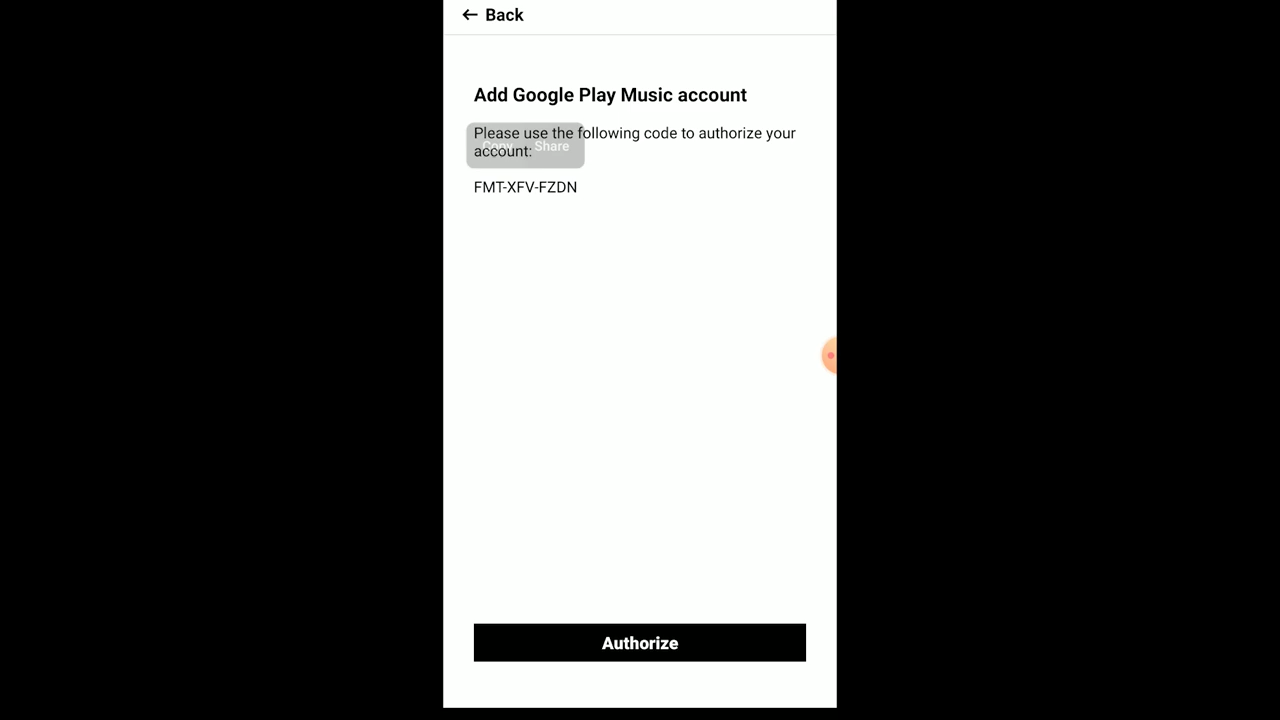 ← Back
Add Google Play Music account
Please use the following code to authorize your
account:
Copy Share
FMT-XFV-FZDN
Authorize